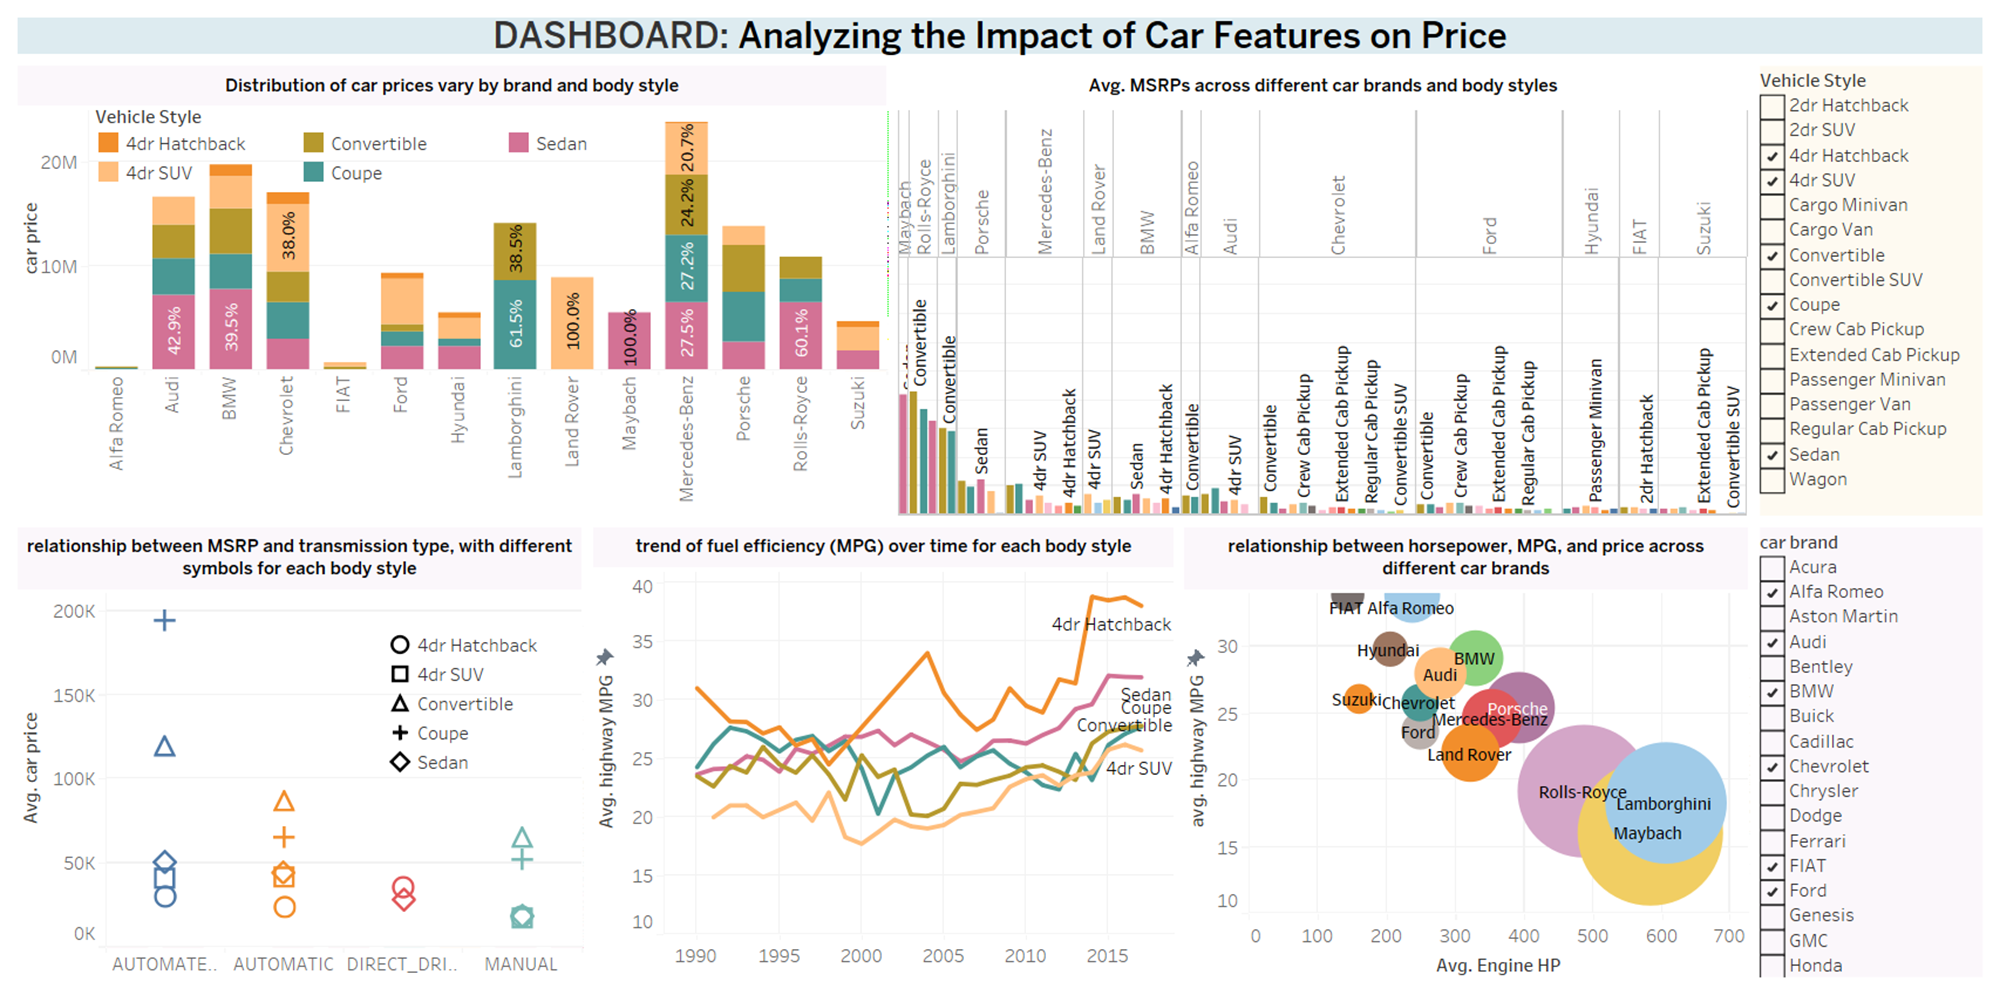 DASHBOARD: Analyzing the Impact of Car Features on Price
Distribution of car prices vary by brand and body style
Vehicle Style
4dr Hatchback
Convertible
Sedan
4dr SUV
Coupe
car price
20M
10M
0M
42.9%
39.5%
38.0%
38.5%
61.5%
100.0%
100.0%
20.7%
24.2%
27.2%
27.5%
60.1%
Alfa Romeo
Audi
BMW
Chevrolet
FIAT
Ford
Hyundai
Lamborghini
Land Rover
Maybach
Mercedes-Benz
Porsche
Rolls-Royce
Suzuki
Avg. MSRPs across different car brands and body styles
Maybach
Rolls-Royce
Lamborghini
Porsche
Mercedes-Benz
Land Rover
BMW
Alfa Romeo
Audi
Chevrolet
Ford
Hyundai
FIAT
Suzuki
Convertible
Convertible
Sedan
4dr SUV
4dr Hatchback
4dr SUV
Sedan
4dr Hatchback
Convertible
4dr SUV
Convertible
Crew Cab Pickup
Extended Cab Pickup
Regular Cab Pickup
Convertible SUV
Convertible
Crew Cab Pickup
Extended Cab Pickup
Regular Cab Pickup
Passenger Minivan
2dr Hatchback
Extended Cab Pickup
Convertible SUV
Vehicle Style
2dr Hatchback
2dr SUV
4dr Hatchback
4dr SUV
Cargo Minivan
Cargo Van
Convertible
Convertible SUV
Coupe
Crew Cab Pickup
Extended Cab Pickup
Passenger Minivan
Passenger Van
Regular Cab Pickup
Sedan
Wagon
relationship between MSRP and transmission type, with different
symbols for each body style
Avg. car price
200K
150K
100K
50K
0K
4dr Hatchback
4dr SUV
Convertible
Coupe
Sedan
AUTOMATE..
AUTOMATIC
DIRECT_DRI..
MANUAL
trend of fuel efficiency (MPG) over time for each body style
Avg. highway MPG
40
35
30
25
20
15
10
4dr Hatchback
Sedan
Coupe
Convertible
4dr SUV
1990
1995
2000
2005
2010
2015
relationship between horsepower, MPG, and price across
different car brands
avg. highway MPG
30
25
20
15
10
FIAT
Alfa Romeo
Hyundai
BMW
Audi
Suzuki
Chevrolet
Porsche
Mercedes-Benz
Ford
Land Rover
Rolls-Royce
Lamborghini
Maybach
0
100
200
300
400
500
600
700
Avg. Engine HP
car brand
Acura
Alfa Romeo
Aston Martin
Audi
Bentley
BMW
Buick
Cadillac
Chevrolet
Chrysler
Dodge
Ferrari
FIAT
Ford
Genesis
GMC
Honda